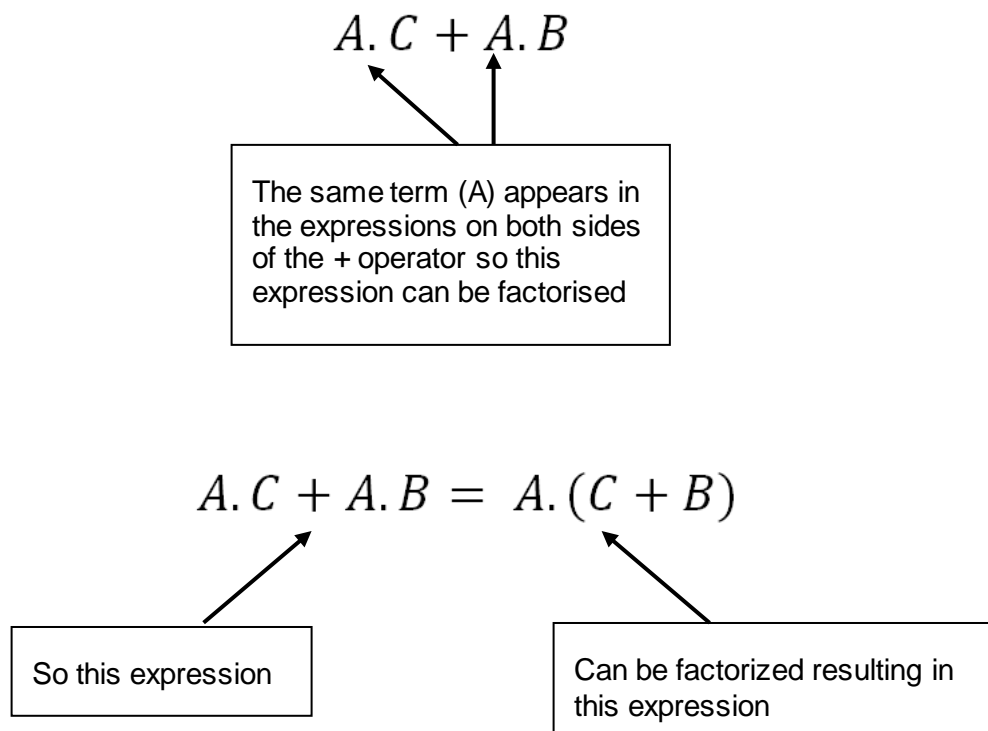 A. C + A. B
The same term (A) appears in
the expressions on both sides
of the + operator so this
expression can be factorised
A. C + A. B = A. (C + B)
So this expression
Can be factorized resulting in
this expression